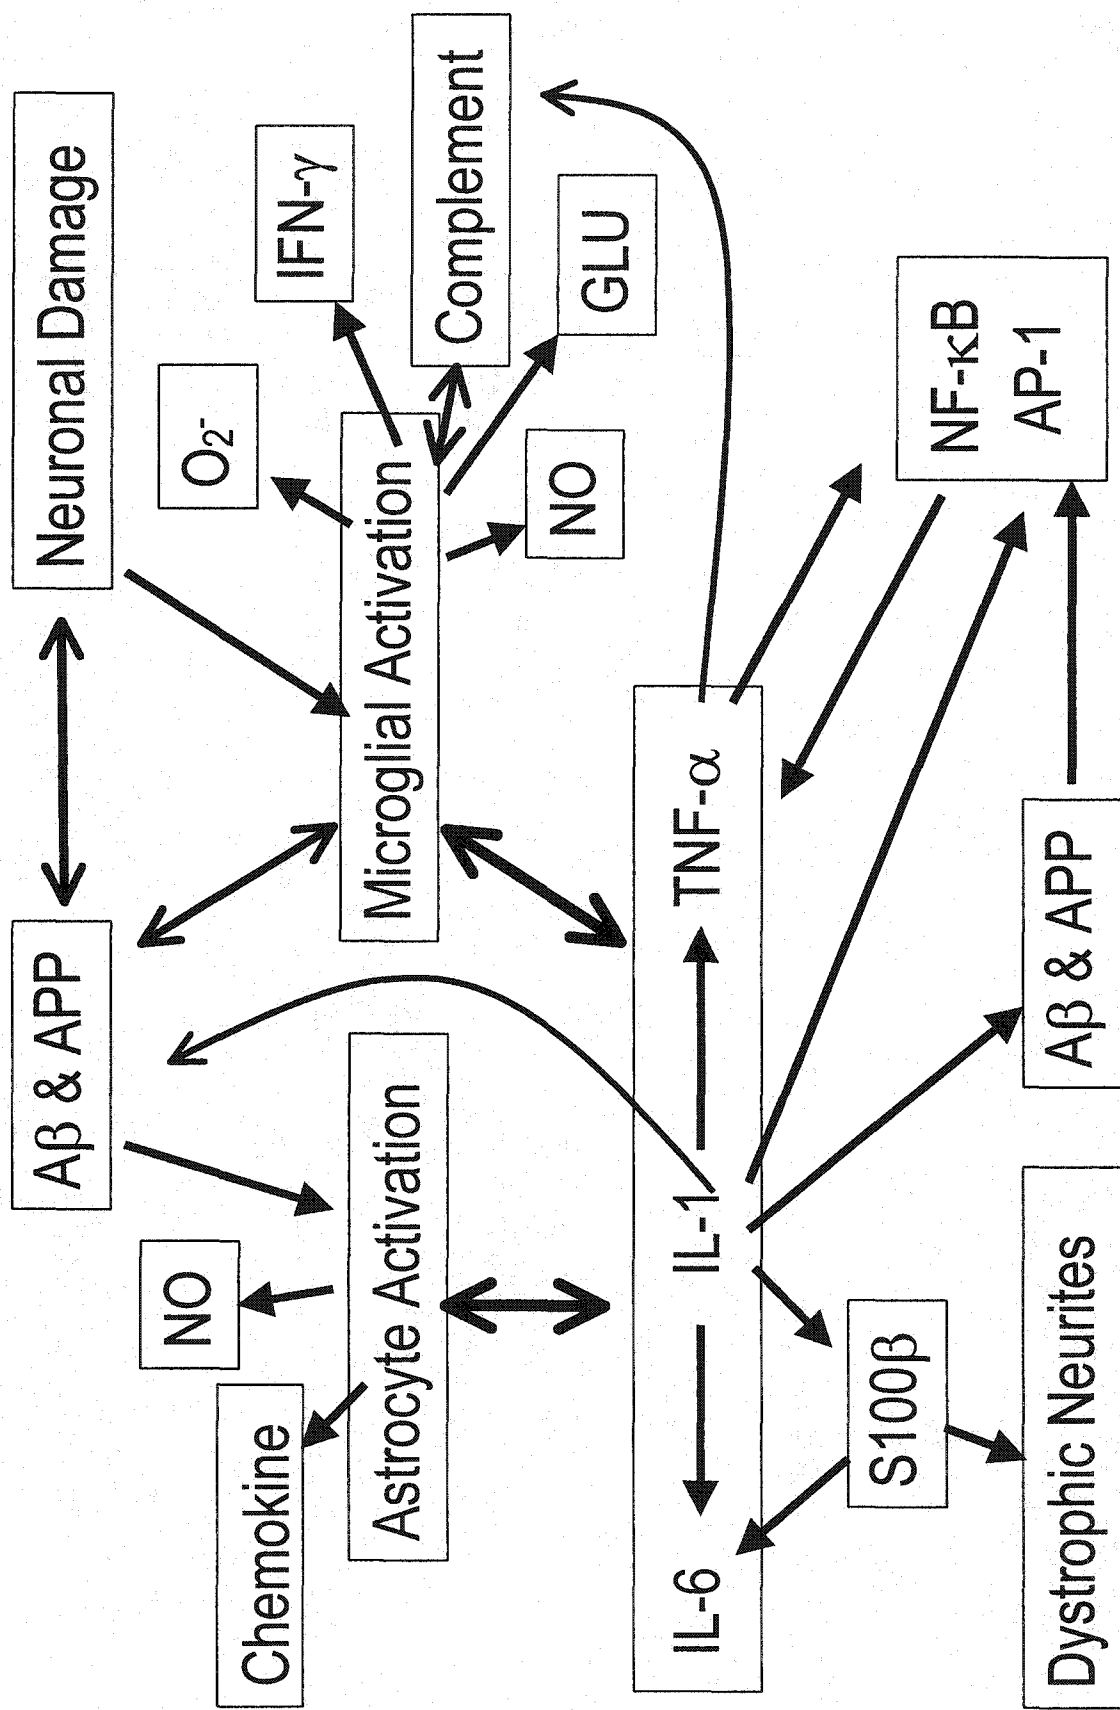 Aβ & APP
Neuronal Damage
NO
O₂⁻
Chemokine
IFN-γ
Astrocyte Activation
Microglial Activation
Complement
NO
GLU
IL-6
IL-1
TNF-α
S100β
NF-κB
AP-1
Dystrophic Neurites
Aβ & APP